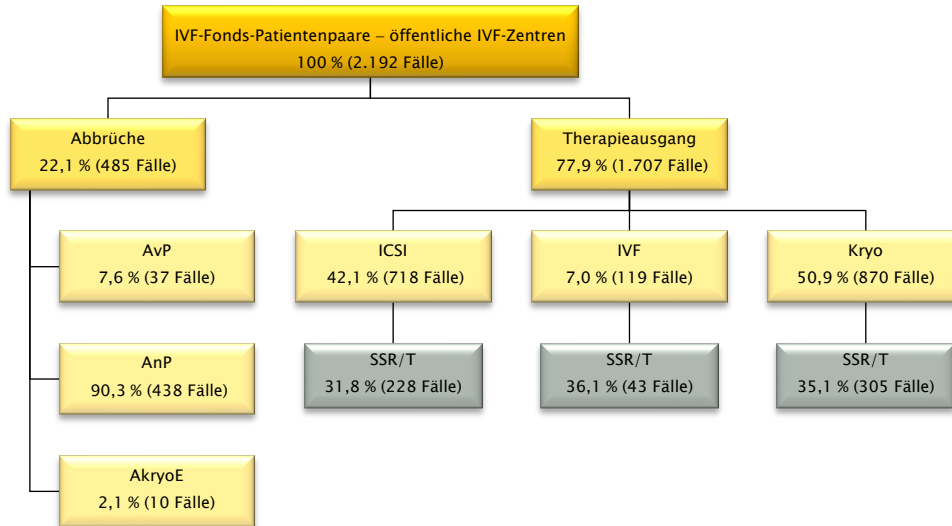 IVF-Fonds-Patientenpaare – öffentliche IVF-Zentren
100 % (2.192 Fälle)
Abbrüche
22,1 % (485 Fälle)
Therapieausgang
77,9 % (1.707 Fälle)
AvP
7,6 % (37 Fälle)
AnP
90,3 % (438 Fälle)
AkryoE
2,1 % (10 Fälle)
ICSI
42,1 % (718 Fälle)
SSR/T
31,8 % (228 Fälle)
IVF
7,0 % (119 Fälle)
SSR/T
36,1 % (43 Fälle)
Kryo
50,9 % (870 Fälle)
SSR/T
35,1 % (305 Fälle)